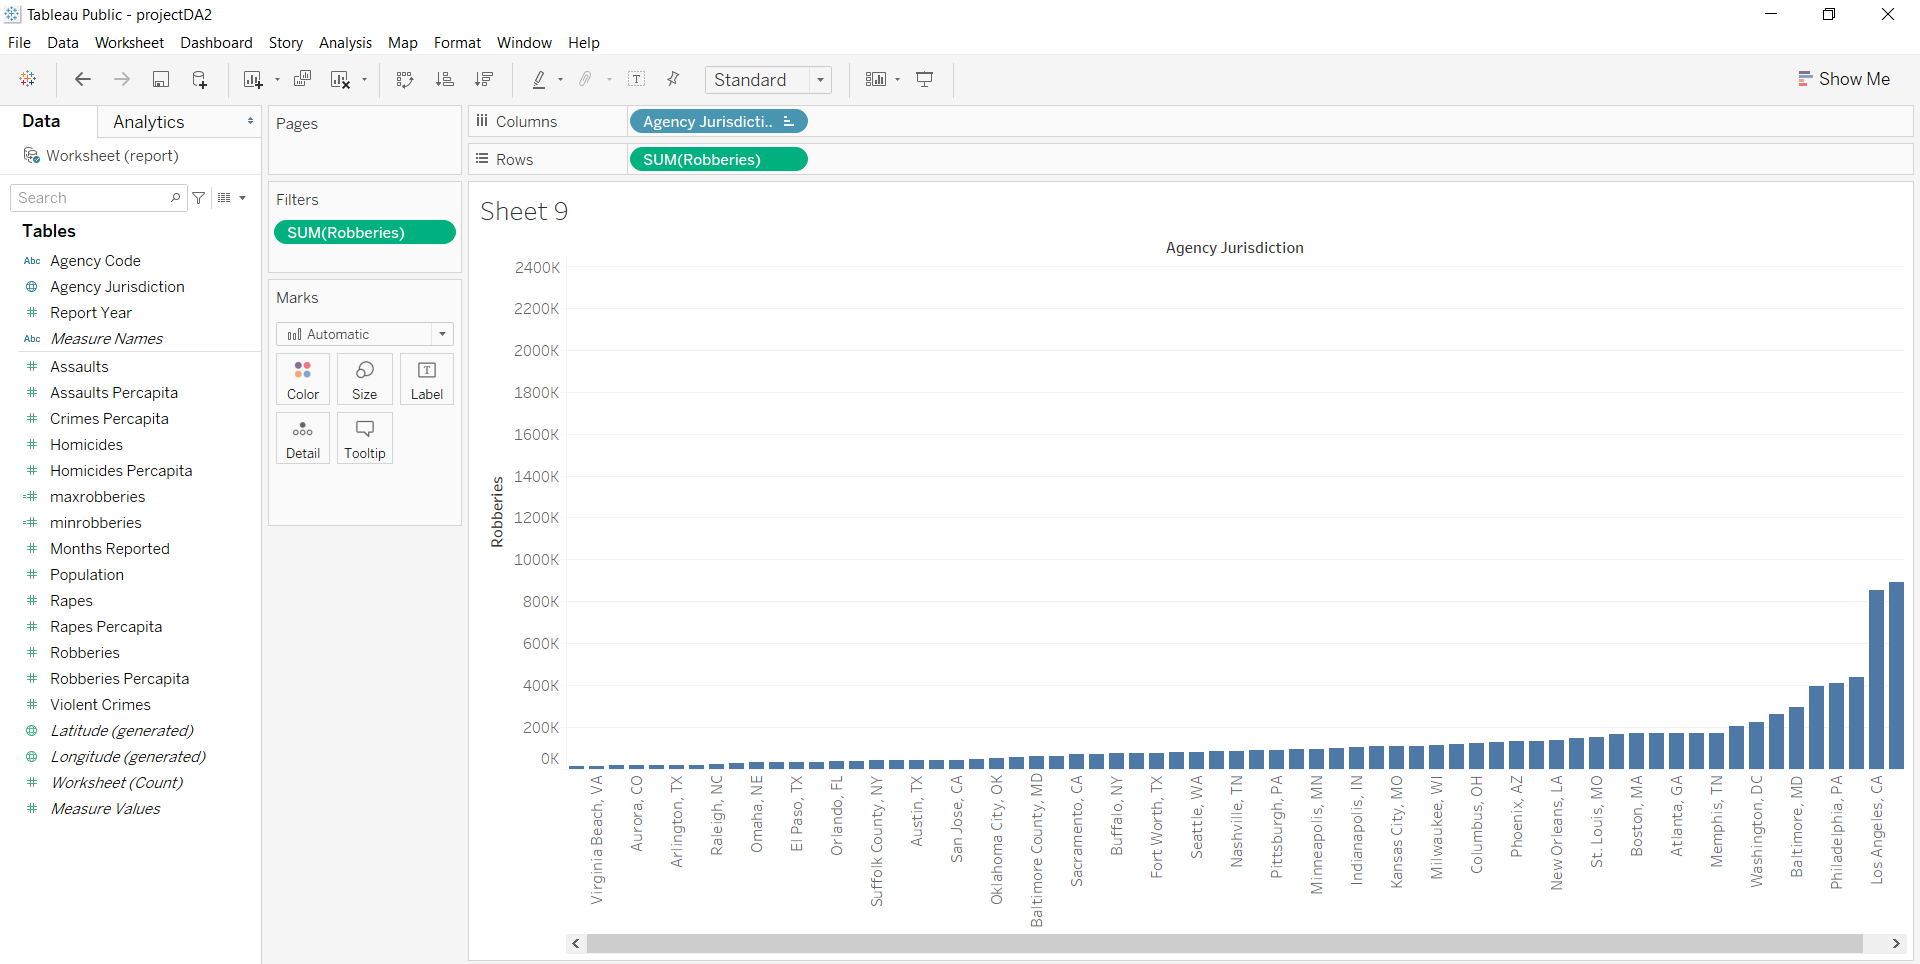 Tableau Public - projectDA2
File Data Worksheet Dashboard Story Analysis Map Format Window Help
Standard
Show Me
Data Analytics
Worksheet (report)
Search
Tables
Abc Agency Code
Agency Jurisdiction
# Report Year
Abc Measure Names
# Assaults
# Assaults Percapita
# Crimes Percapita
# Homicides
# Homicides Percapita
=# maxrobberies
=# minrobberies
# Months Reported
# Population
# Rapes
# Rapes Percapita
# Robberies
# Robberies Percapita
# Violent Crimes
Latitude (generated)
Longitude (generated)
# Worksheet (Count)
# Measure Values
Pages
Filters
SUM(Robberies)
Marks
Automatic
Color Size Label
Detail Tooltip
Columns Agency Jurisdicti..
Rows SUM(Robberies)
Sheet 9
Agency Jurisdiction
Robberies
2400K
2200K
2000K
1800K
1600K
1400K
1200K
1000K
800K
600K
400K
200K
0K
Virginia Beach, VA
Aurora, CO
Arlington, TX
Raleigh, NC
Omaha, NE
El Paso, TX
Orlando, FL
Suffolk County, NY
Austin, TX
San Jose, CA
Oklahoma City, OK
Baltimore County, MD
Sacramento, CA
Buffalo, NY
Fort Worth, TX
Seattle, WA
Nashville, TN
Pittsburgh, PA
Minneapolis, MN
Indianapolis, IN
Kansas City, MO
Milwaukee, WI
Columbus, OH
Phoenix, AZ
New Orleans, LA
St. Louis, MO
Boston, MA
Atlanta, GA
Memphis, TN
Washington, DC
Baltimore, MD
Philadelphia, PA
Los Angeles, CA